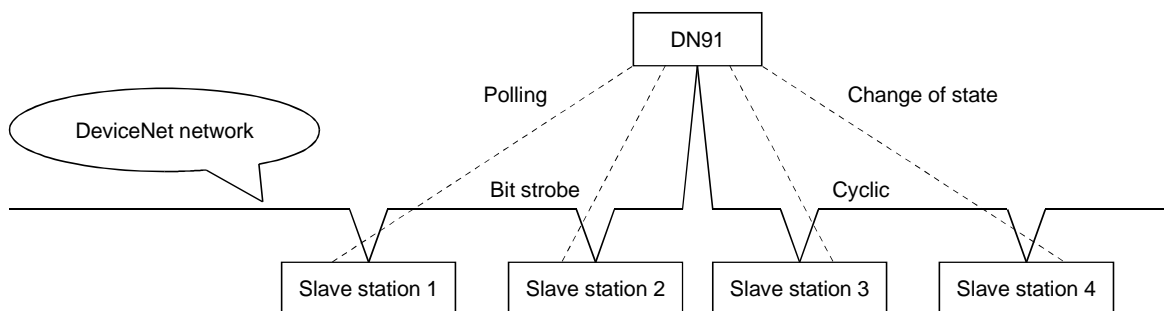 DN91
Polling
Change of state
DeviceNet network
Bit strobe
Cyclic
Slave station 1
Slave station 2
Slave station 3
Slave station 4